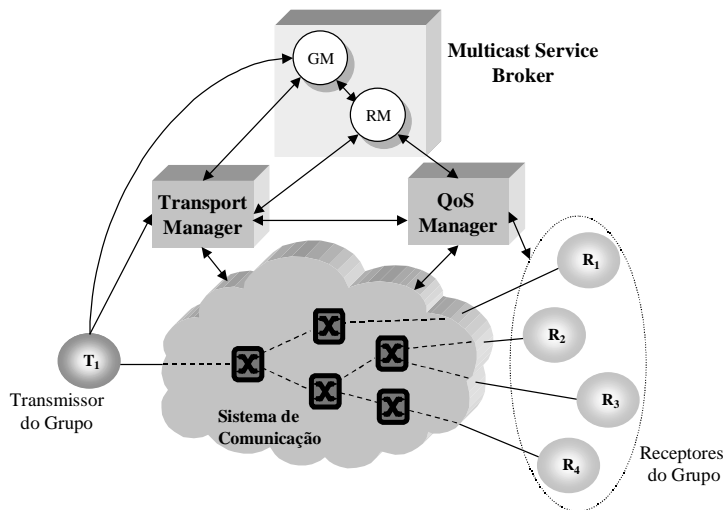 GM
Multicast Service
Broker
RM
Transport
Manager
QoS
Manager
R1
R2
T1
R3
Transmissor
do Grupo
Sistema de
Comunicação
R4
Receptores
do Grupo